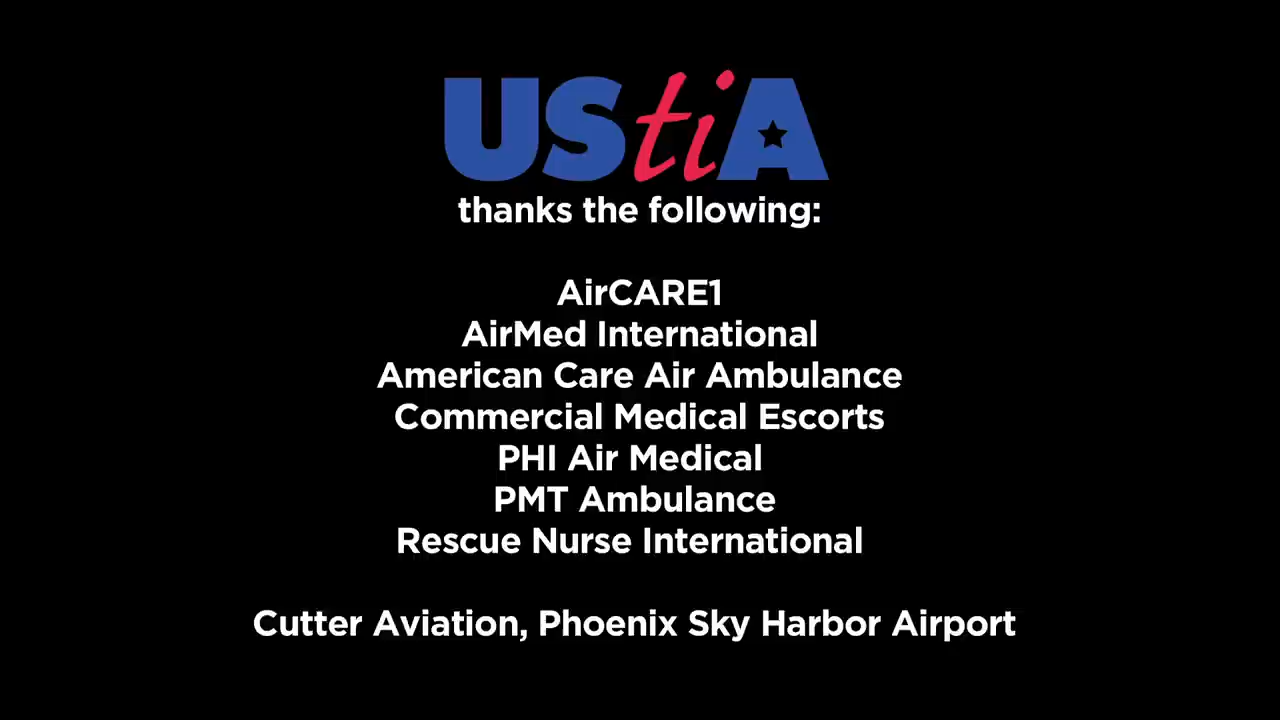 UStiA
thanks the following:
AirCARE1
AirMed International
American Care Air Ambulance
Commercial Medical Escorts
PHI Air Medical
PMT Ambulance
Rescue Nurse International
Cutter Aviation, Phoenix Sky Harbor Airport